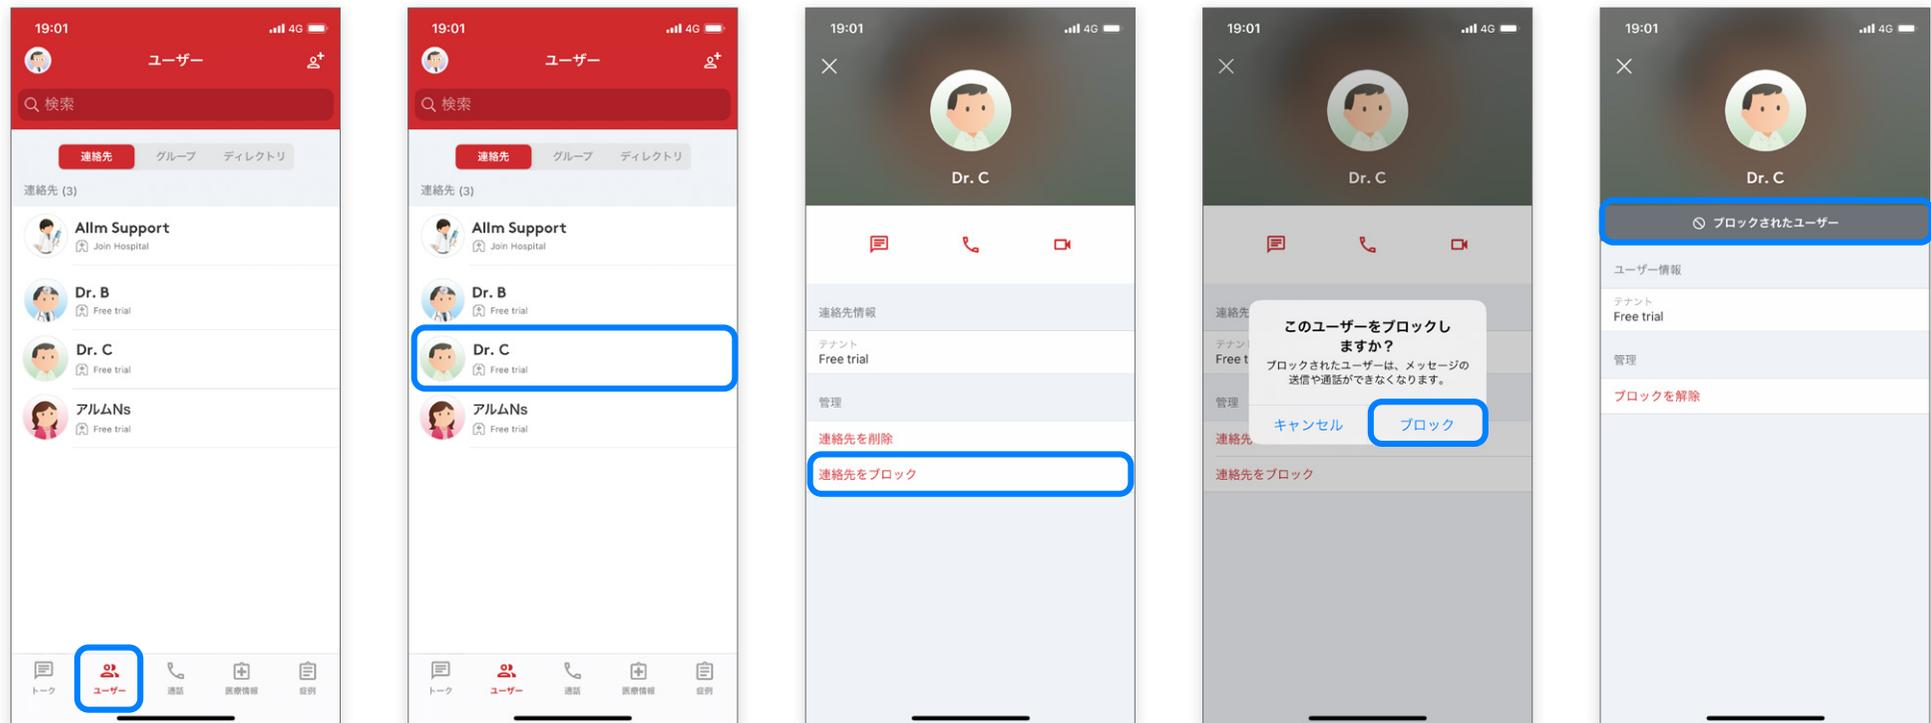 19:01
4G
ユーザー
検索
連絡先 グループ ディレクトリ
連絡先 (3)
Allm Support
Join Hospital
Dr. B
Free trial
Dr. C
Free trial
アルムNs
Free trial
トーク ユーザー 通話 医療情報 症例
19:01
4G
ユーザー
検索
連絡先 グループ ディレクトリ
連絡先 (3)
Allm Support
Join Hospital
Dr. B
Free trial
Dr. C
Free trial
アルムNs
Free trial
トーク ユーザー 通話 医療情報 症例
19:01
4G
Dr. C
連絡先情報
テナント
Free trial
管理
連絡先を削除
連絡先をブロック
19:01
4G
Dr. C
連絡先
テナン
Free t
このユーザーをブロックし
ますか？
ブロックされたユーザーは、メッセージの
送信や通話ができなくなります。
キャンセル ブロック
管理
連絡先
連絡先をブロック
19:01
4G
Dr. C
ブロックされたユーザー
ユーザー情報
テナント
Free trial
管理
ブロックを解除